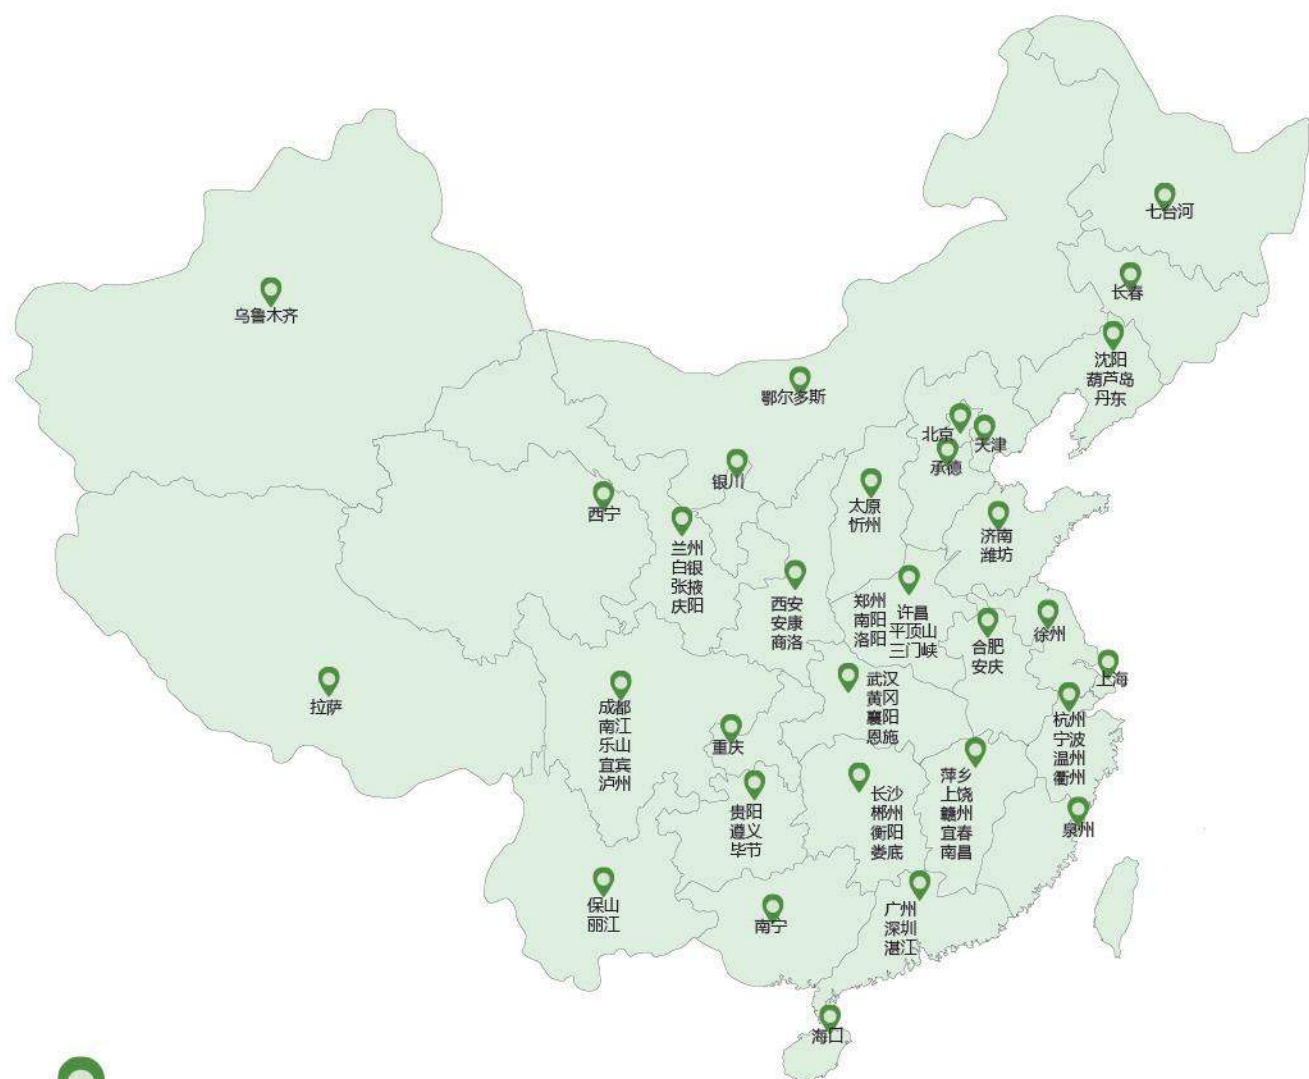 七台河
长春
乌鲁木齐
沈阳
葫芦岛
丹东
鄂尔多斯
北京
天津
承德
银川
西宁
太原
忻州
济南
潍坊
兰州
白银
张掖
庆阳
西安
安康
商洛
郑州
南阳
洛阳
许昌
平顶山
三门峡
合肥
安庆
徐州
上海
拉萨
成都
南江
乐山
宜宾
泸州
重庆
武汉
黄冈
襄阳
恩施
杭州
宁波
温州
衢州
贵阳
遵义
毕节
长沙
郴州
衡阳
娄底
萍乡
上饶
赣州
宜春
南昌
泉州
保山
丽江
南宁
广州
深圳
湛江
海口